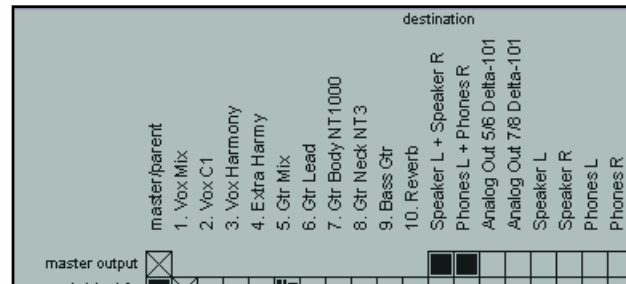 destination
master/parent
1. Vox Mix
2. Vox C1
3. Vox Harmony
4. Extra Harmy
5. Gtr Mix
6. Gtr Lead
7. Gtr Body NT1000
8. Gtr Neck NT3
9. Bass Gtr
10. Reverb
Speaker L + Speaker R
Phones L + Phones R
Analog Out 5/6 Delta-101
Analog Out 7/8 Delta-101
Speaker L
Speaker R
Phones L
Phones R
master output